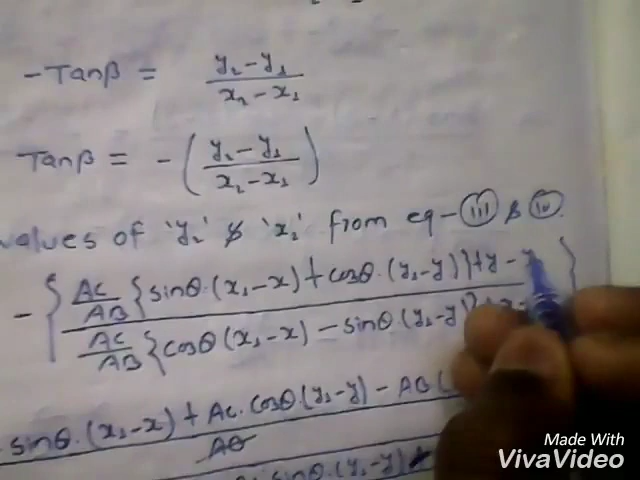 -Tanβ = y₂-y₁ / x₂-x₁
Tanβ = -(y₂-y₁ / x₂-x₁)
values of 'y₂' & 'x₂' from eq-(iii) & (iv).
-{ AC/AB {sinθ.(x₁-x)+cosθ.(y₁-y)}+y-y
AC/AB {cosθ(x₁-x)-sinθ.(y₁-y)}+x- }
sinθ.(x₁-x)+AC.cosθ(y₁-y)-AB(
AB
sinθ.(y₁-y)+
Made With
VivaVideo